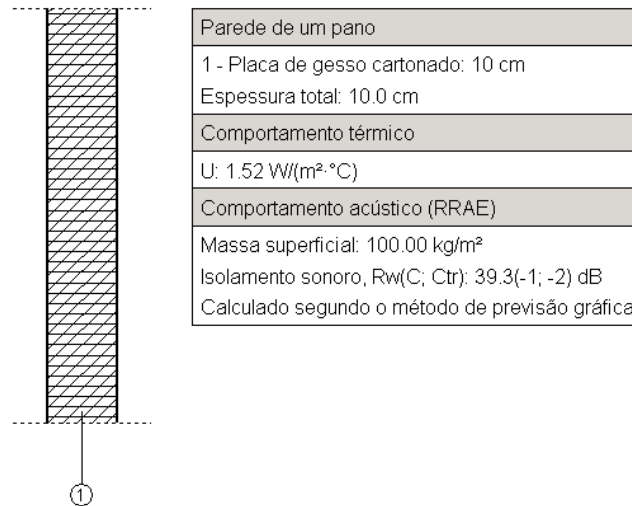 Parede de um pano
1 - Placa de gesso cartonado: 10 cm
Espessura total: 10.0 cm
Comportamento térmico
U: 1.52 W/(m²·°C)
Comportamento acústico (RRAE)
Massa superficial: 100.00 kg/m²
Isolamento sonoro, Rw(C; Ctr): 39.3(-1; -2) dB
Calculado segundo o método de previsão gráfica
1